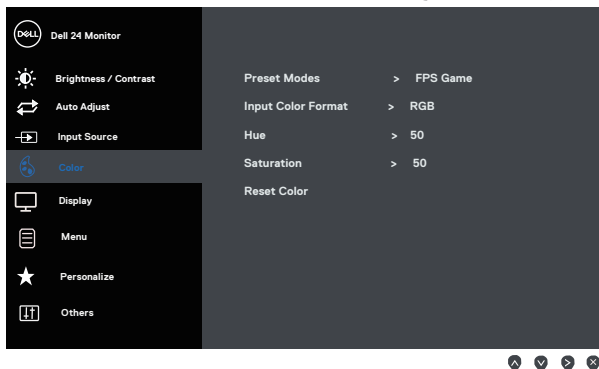 DELL Dell 24 Monitor
Brightness / Contrast
Auto Adjust
Input Source
Color
Display
Menu
Personalize
Others
Preset Modes > FPS Game
Input Color Format > RGB
Hue > 50
Saturation > 50
Reset Color